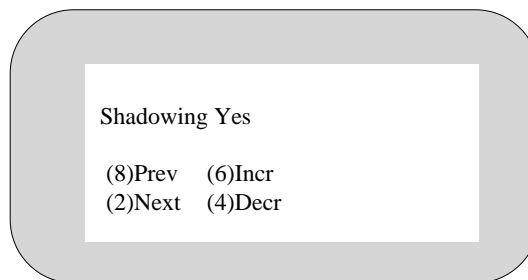 Shadowing Yes
(8)Prev (6)Incr
(2)Next (4)Decr